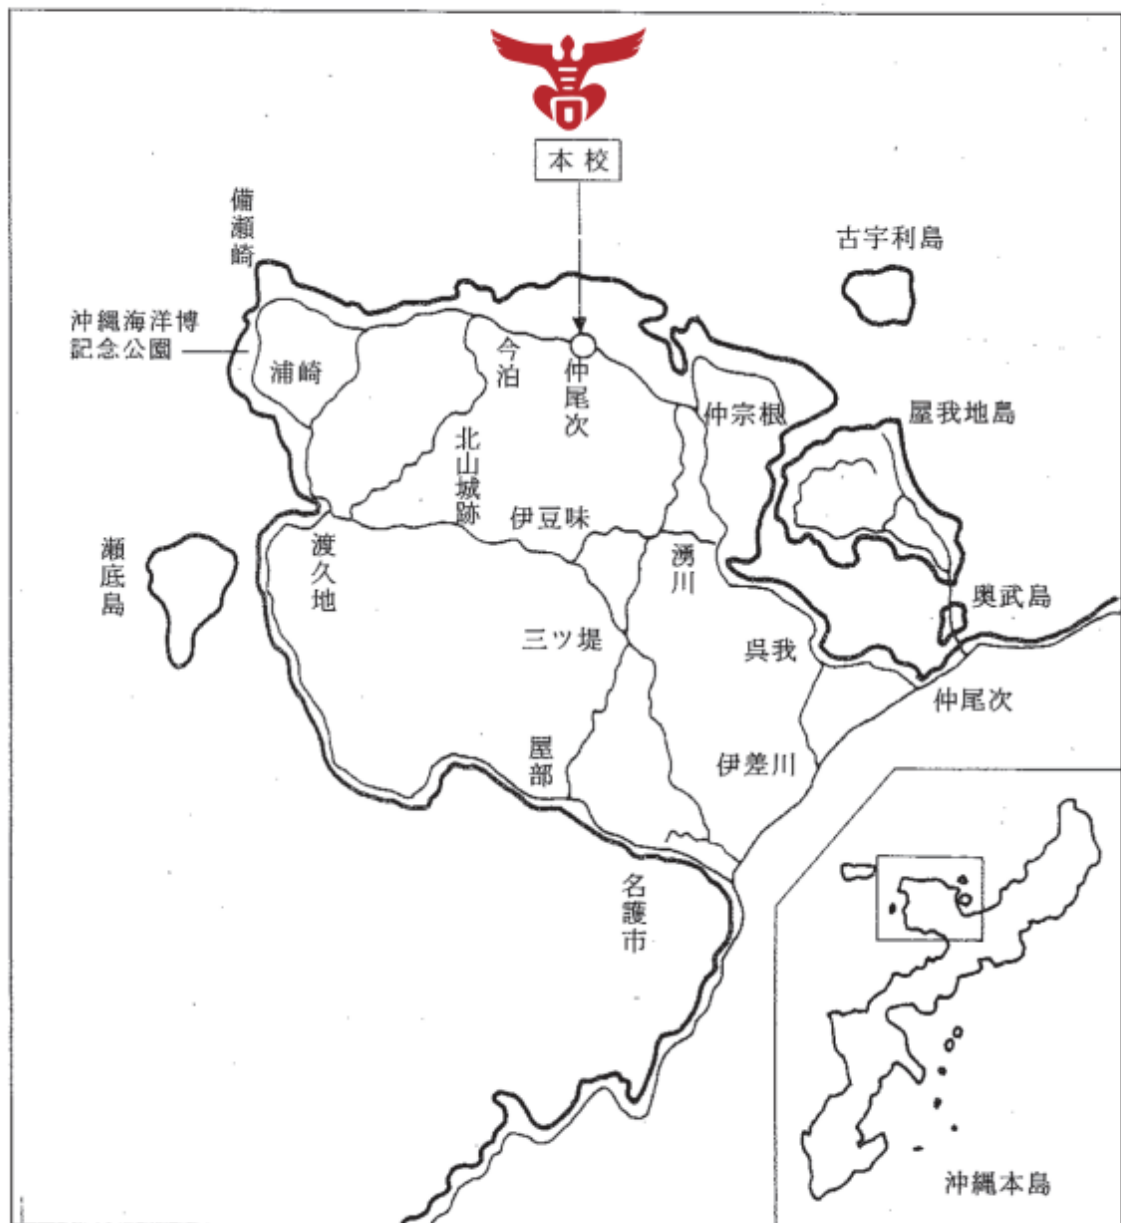 本校
備瀬崎
古宇利島
沖縄海洋博
記念公園
浦崎
今泊
仲尾次
仲宗根
屋我地島
北山城跡
伊豆味
湧川
瀬底島
渡久地
奥武島
三ツ堤
呉我
仲尾次
屋部
伊差川
名護市
沖縄本島